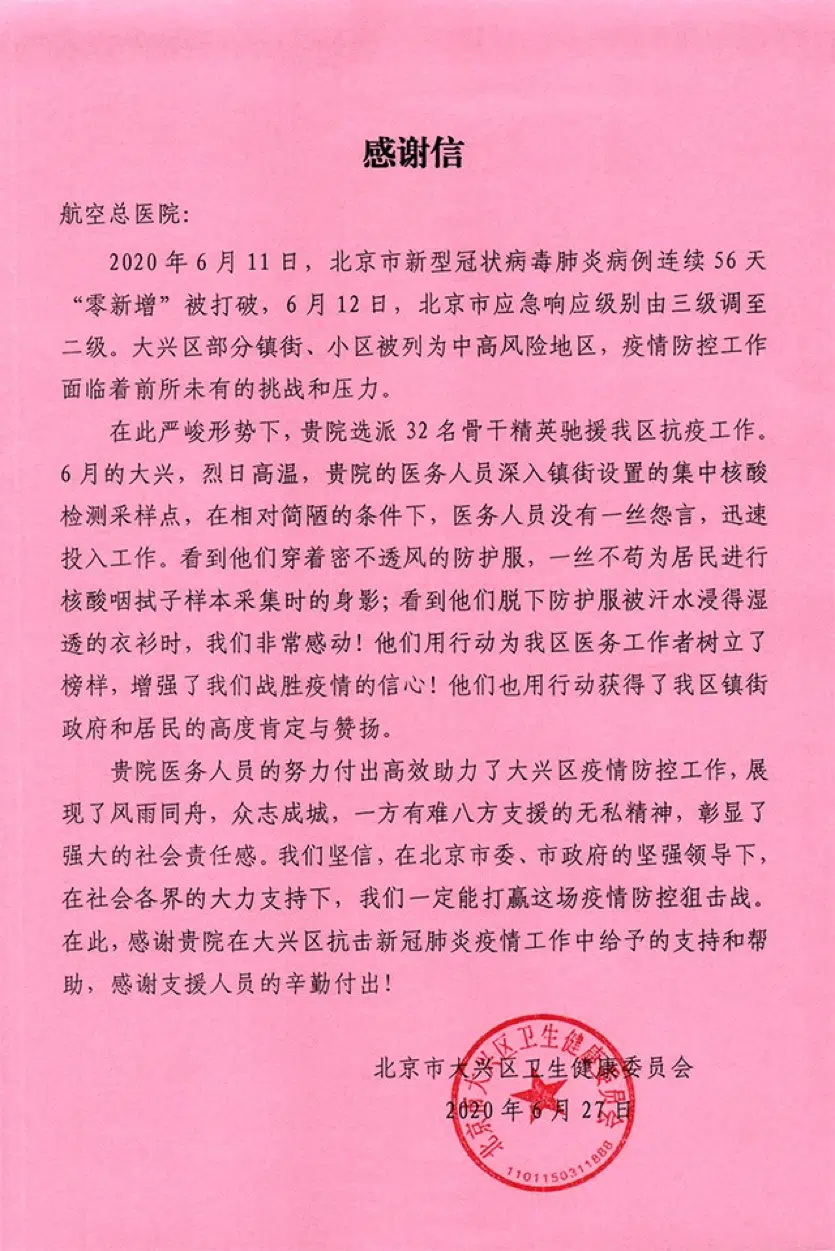 感谢信
航空总医院：
2020 年 6 月 11 日，北京市新型冠状病毒肺炎病例连续 56 天
“零新增”被打破，6 月 12 日，北京市应急响应级别由三级调至
二级。大兴区部分镇街、小区被列为中高风险地区，疫情防控工作
面临着前所未有的挑战和压力。
在此严峻形势下，贵院选派 32 名骨干精英驰援我区抗疫工作。
6 月的大兴，烈日高温，贵院的医务人员深入镇街设置的集中核酸
检测采样点，在相对简陋的条件下，医务人员没有一丝怨言，迅速
投入工作。看到他们穿着密不透风的防护服，一丝不苟为居民进行
核酸咽拭子样本采集时的身影；看到他们脱下防护服被汗水浸得湿
透的衣衫时，我们非常感动！他们用行动为我区医务工作者树立了
榜样，增强了我们战胜疫情的信心！他们也用行动获得了我区镇街
政府和居民的高度肯定与赞扬。
贵院医务人员的努力付出高效助力了大兴区疫情防控工作，展
现了风雨同舟，众志成城，一方有难八方支援的无私精神，彰显了
强大的社会责任感。我们坚信，在北京市委、市政府的坚强领导下，
在社会各界的大力支持下，我们一定能打赢这场疫情防控狙击战。
在此，感谢贵院在大兴区抗击新冠肺炎疫情工作中给予的支持和帮
助，感谢支援人员的辛勤付出！
北京市大兴区卫生健康委员会
2020 年 6 月 27 日
北京市大兴区卫生健康委员会
1101150311888